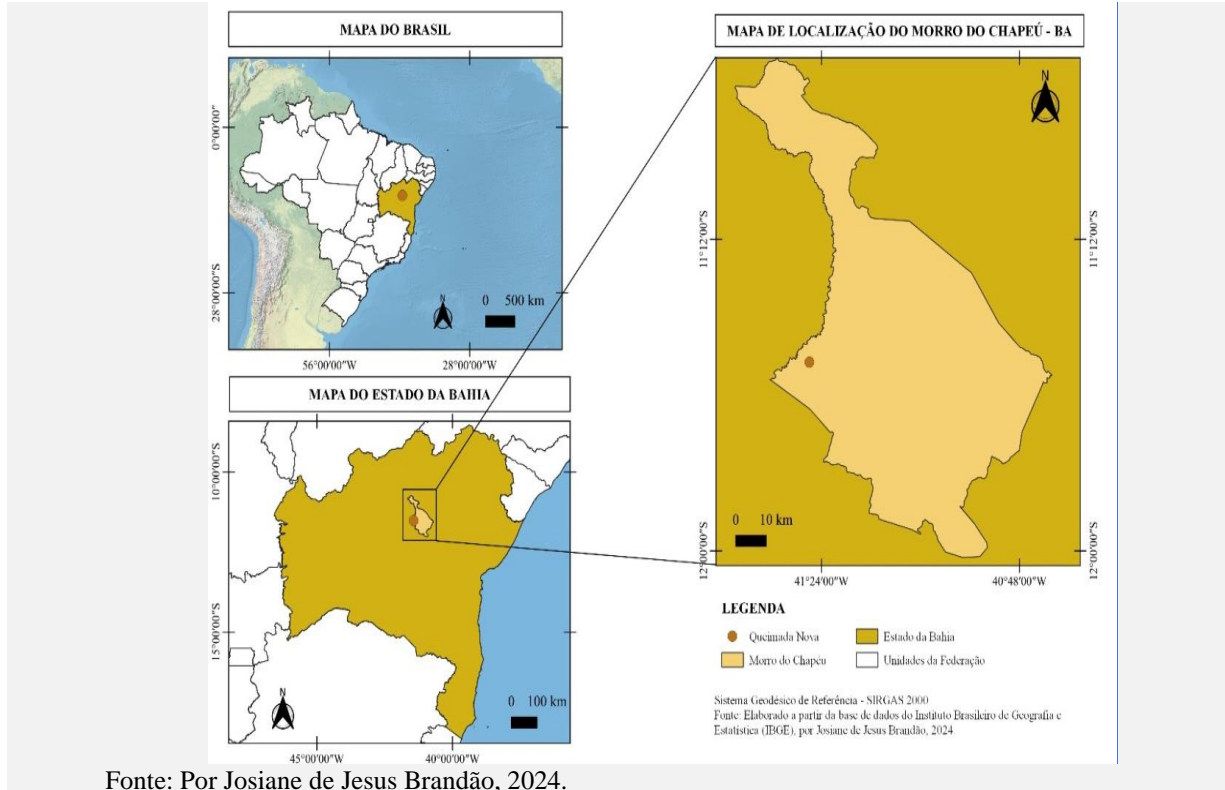 MAPA DO BRASIL
0°00'00"
28°00'00"S
N
0 500 km
56°00'00"W 28°00'00"W
MAPA DO ESTADO DA BAHIA
10°00'00"S
15°00'00"S
N
0 100 km
45°00'00"W 40°00'00"W
MAPA DE LOCALIZAÇÃO DO MORRO DO CHAPEÚ - BA
N
11°12'00"S 11°12'00"S
0 10 km
12°00'00"S 12°00'00"S
41°24'00"W 40°48'00"W
LEGENDA
Queimada Nova Estado da Bahia
Morro do Chapéu Unidades da Federação
Sistema Geodésico de Referência - SIRGAS 2000
Fonte: Elaborado a partir da base de dados do Instituto Brasileiro de Geografia e
Estatística (IBGE), por Josiane de Jesus Brandão, 2024
Fonte: Por Josiane de Jesus Brandão, 2024.